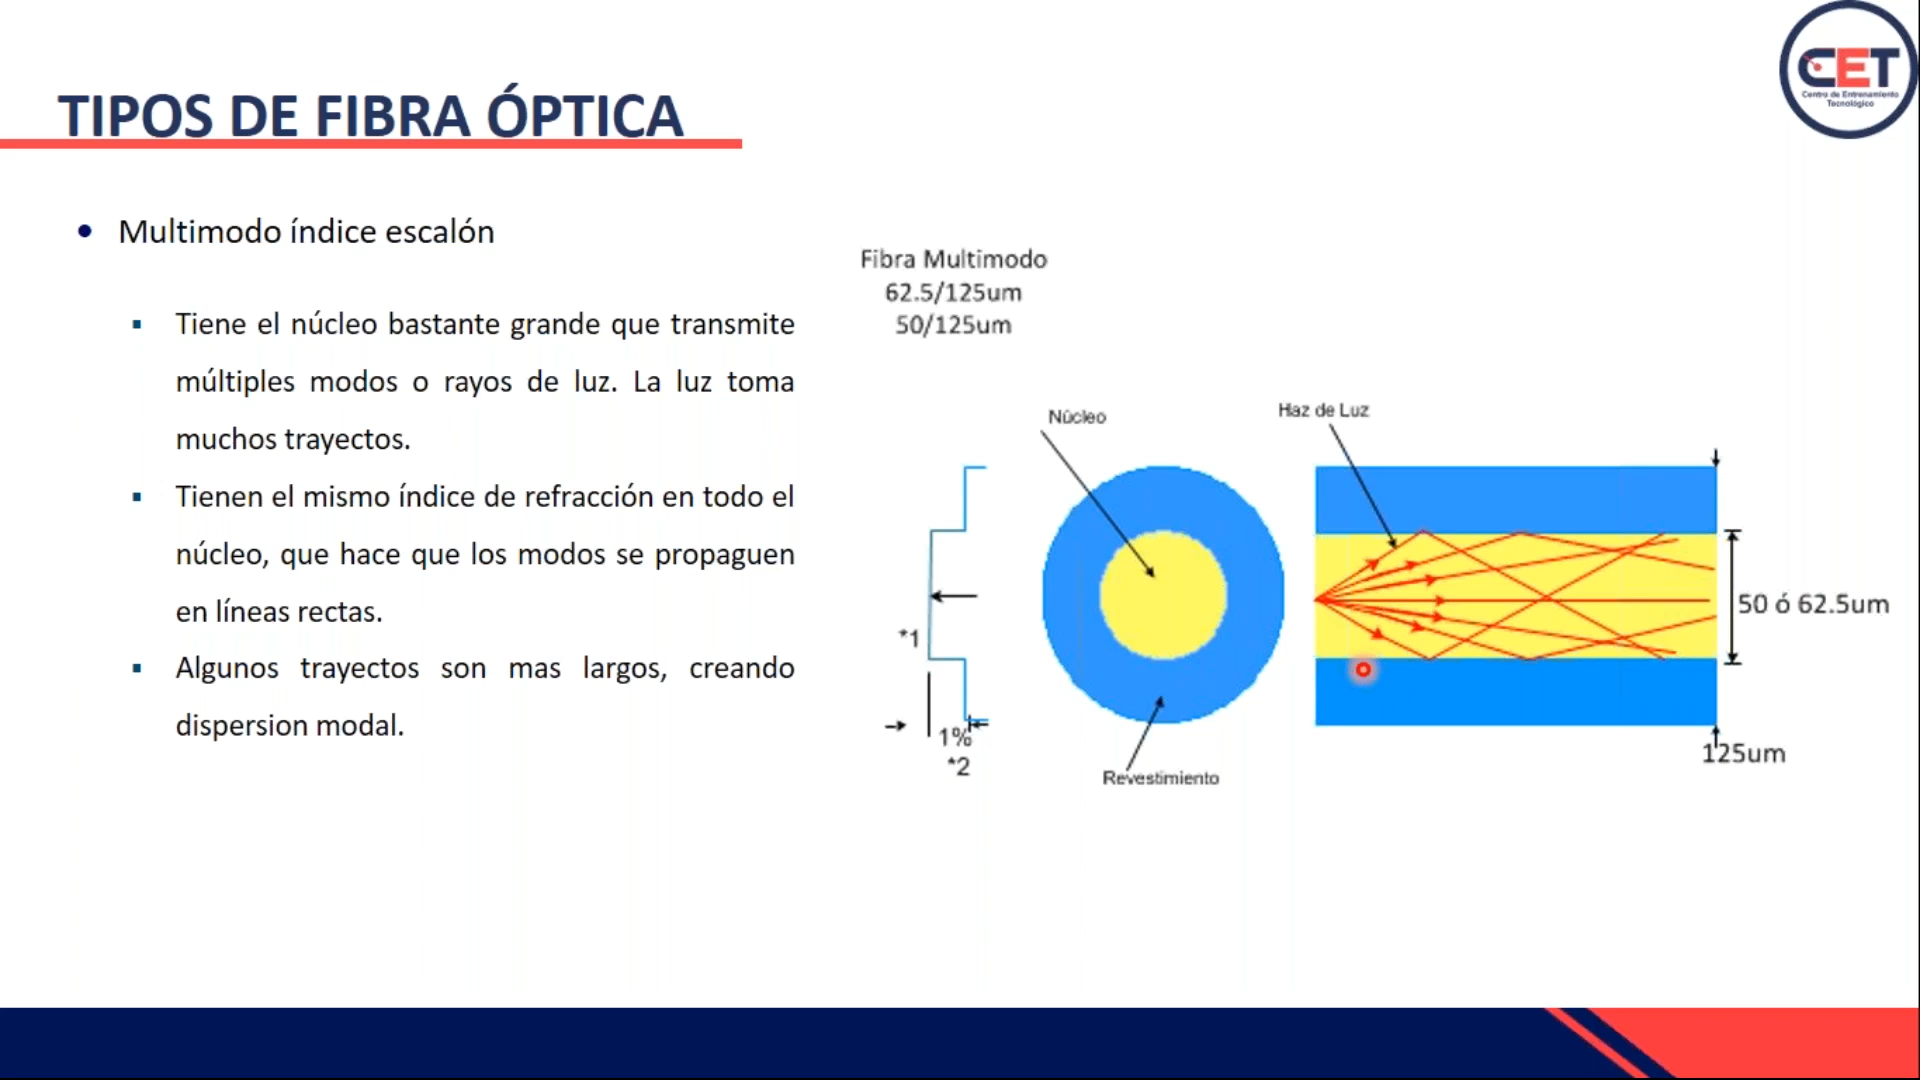 CET
Centro de Entrenamiento
Tecnológico
TIPOS DE FIBRA ÓPTICA
Multimodo índice escalón
Tiene el núcleo bastante grande que transmite
múltiples modos o rayos de luz. La luz toma
muchos trayectos.
Tienen el mismo índice de refracción en todo el
núcleo, que hace que los modos se propaguen
en líneas rectas.
Algunos trayectos son mas largos, creando
dispersion modal.
Fibra Multimodo
62.5/125um
50/125um
Núcleo
Haz de Luz
50 ó 62.5um
*1
1%
*2
Revestimiento
125um